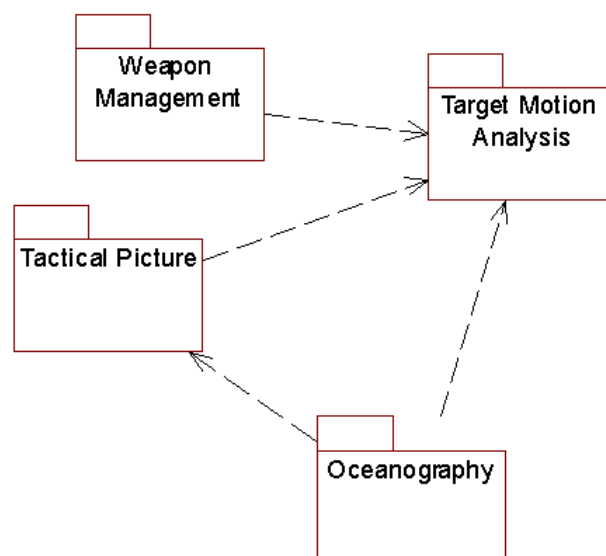 Weapon
Management
Target Motion
Analysis
Tactical Picture
Oceanography